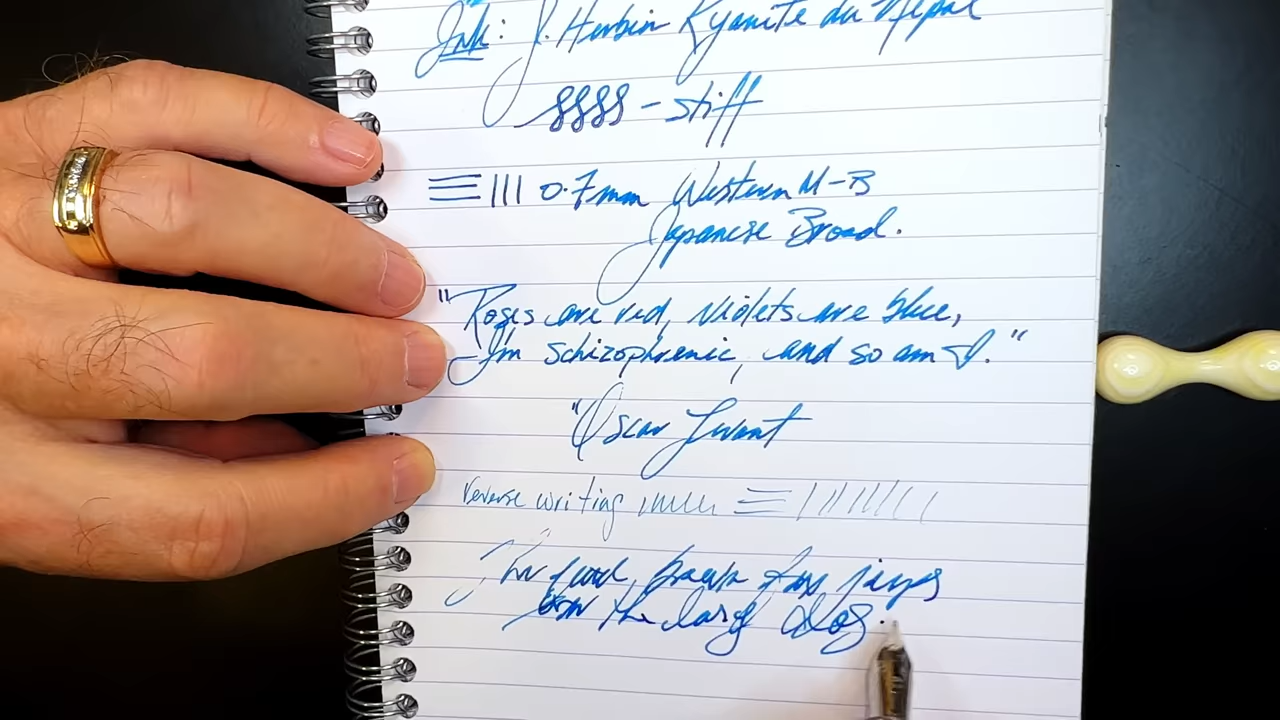 Ink: J. Herbin Kyanite du Népal
- stiff
0.7mm Western M-B
Japanese Broad.
"Roses are red, violets are blue,
I'm schizophrenic, and so am I."
"Oscar Levant
reverse writing
The quick, brown fox jumps
over the lazy dog.